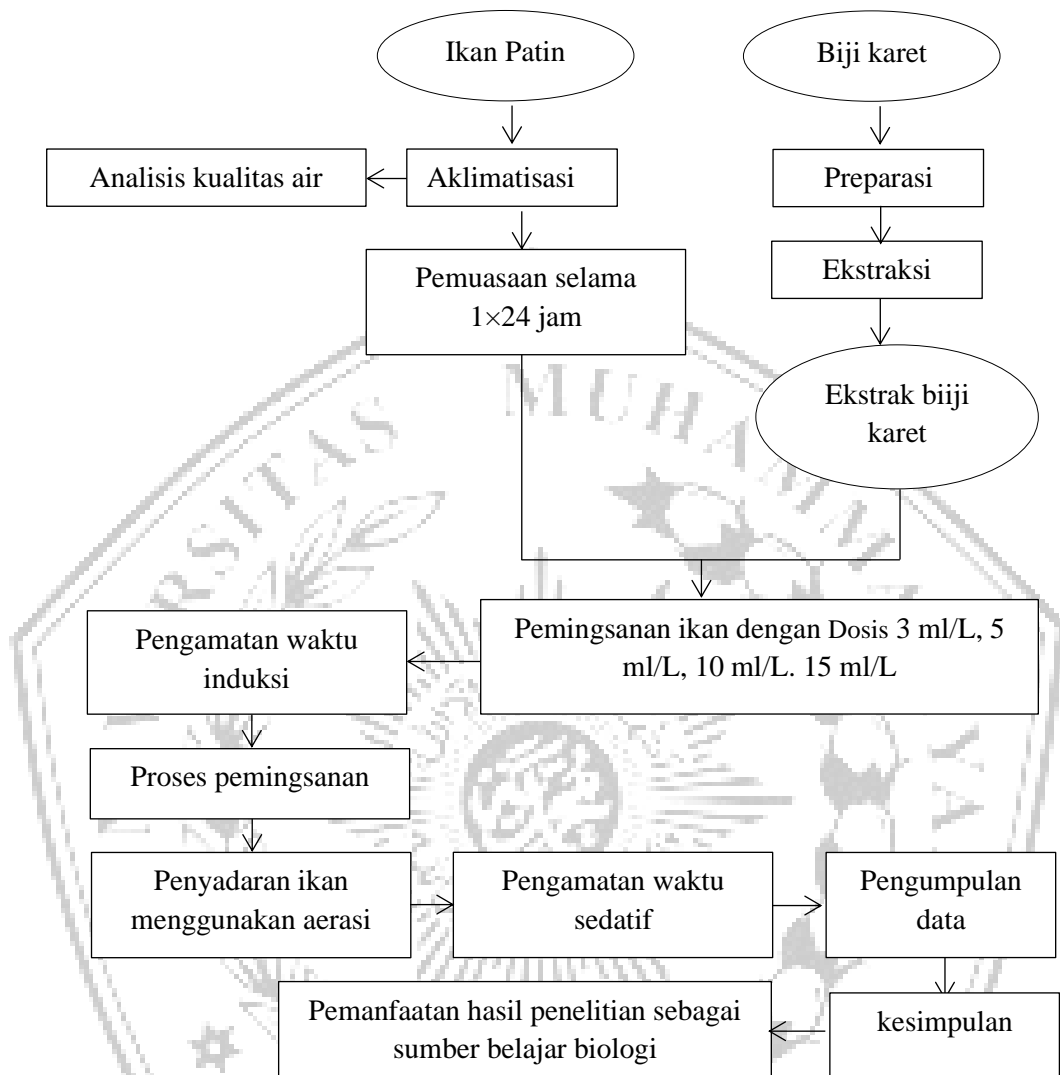 Ikan Patin
Biji karet
Analisis kualitas air
Aklimatisasi
Preparasi
Pemuasaan selama
1×24 jam
Ekstraksi
Ekstrak biiji
karet
Pemingsanan ikan dengan Dosis 3 ml/L, 5
ml/L, 10 ml/L. 15 ml/L
Pengamatan waktu
induksi
Proses pemingsanan
Penyadaran ikan
menggunakan aerasi
Pengamatan waktu
sedatif
Pengumpulan
data
kesimpulan
Pemanfaatan hasil penelitian sebagai
sumber belajar biologi